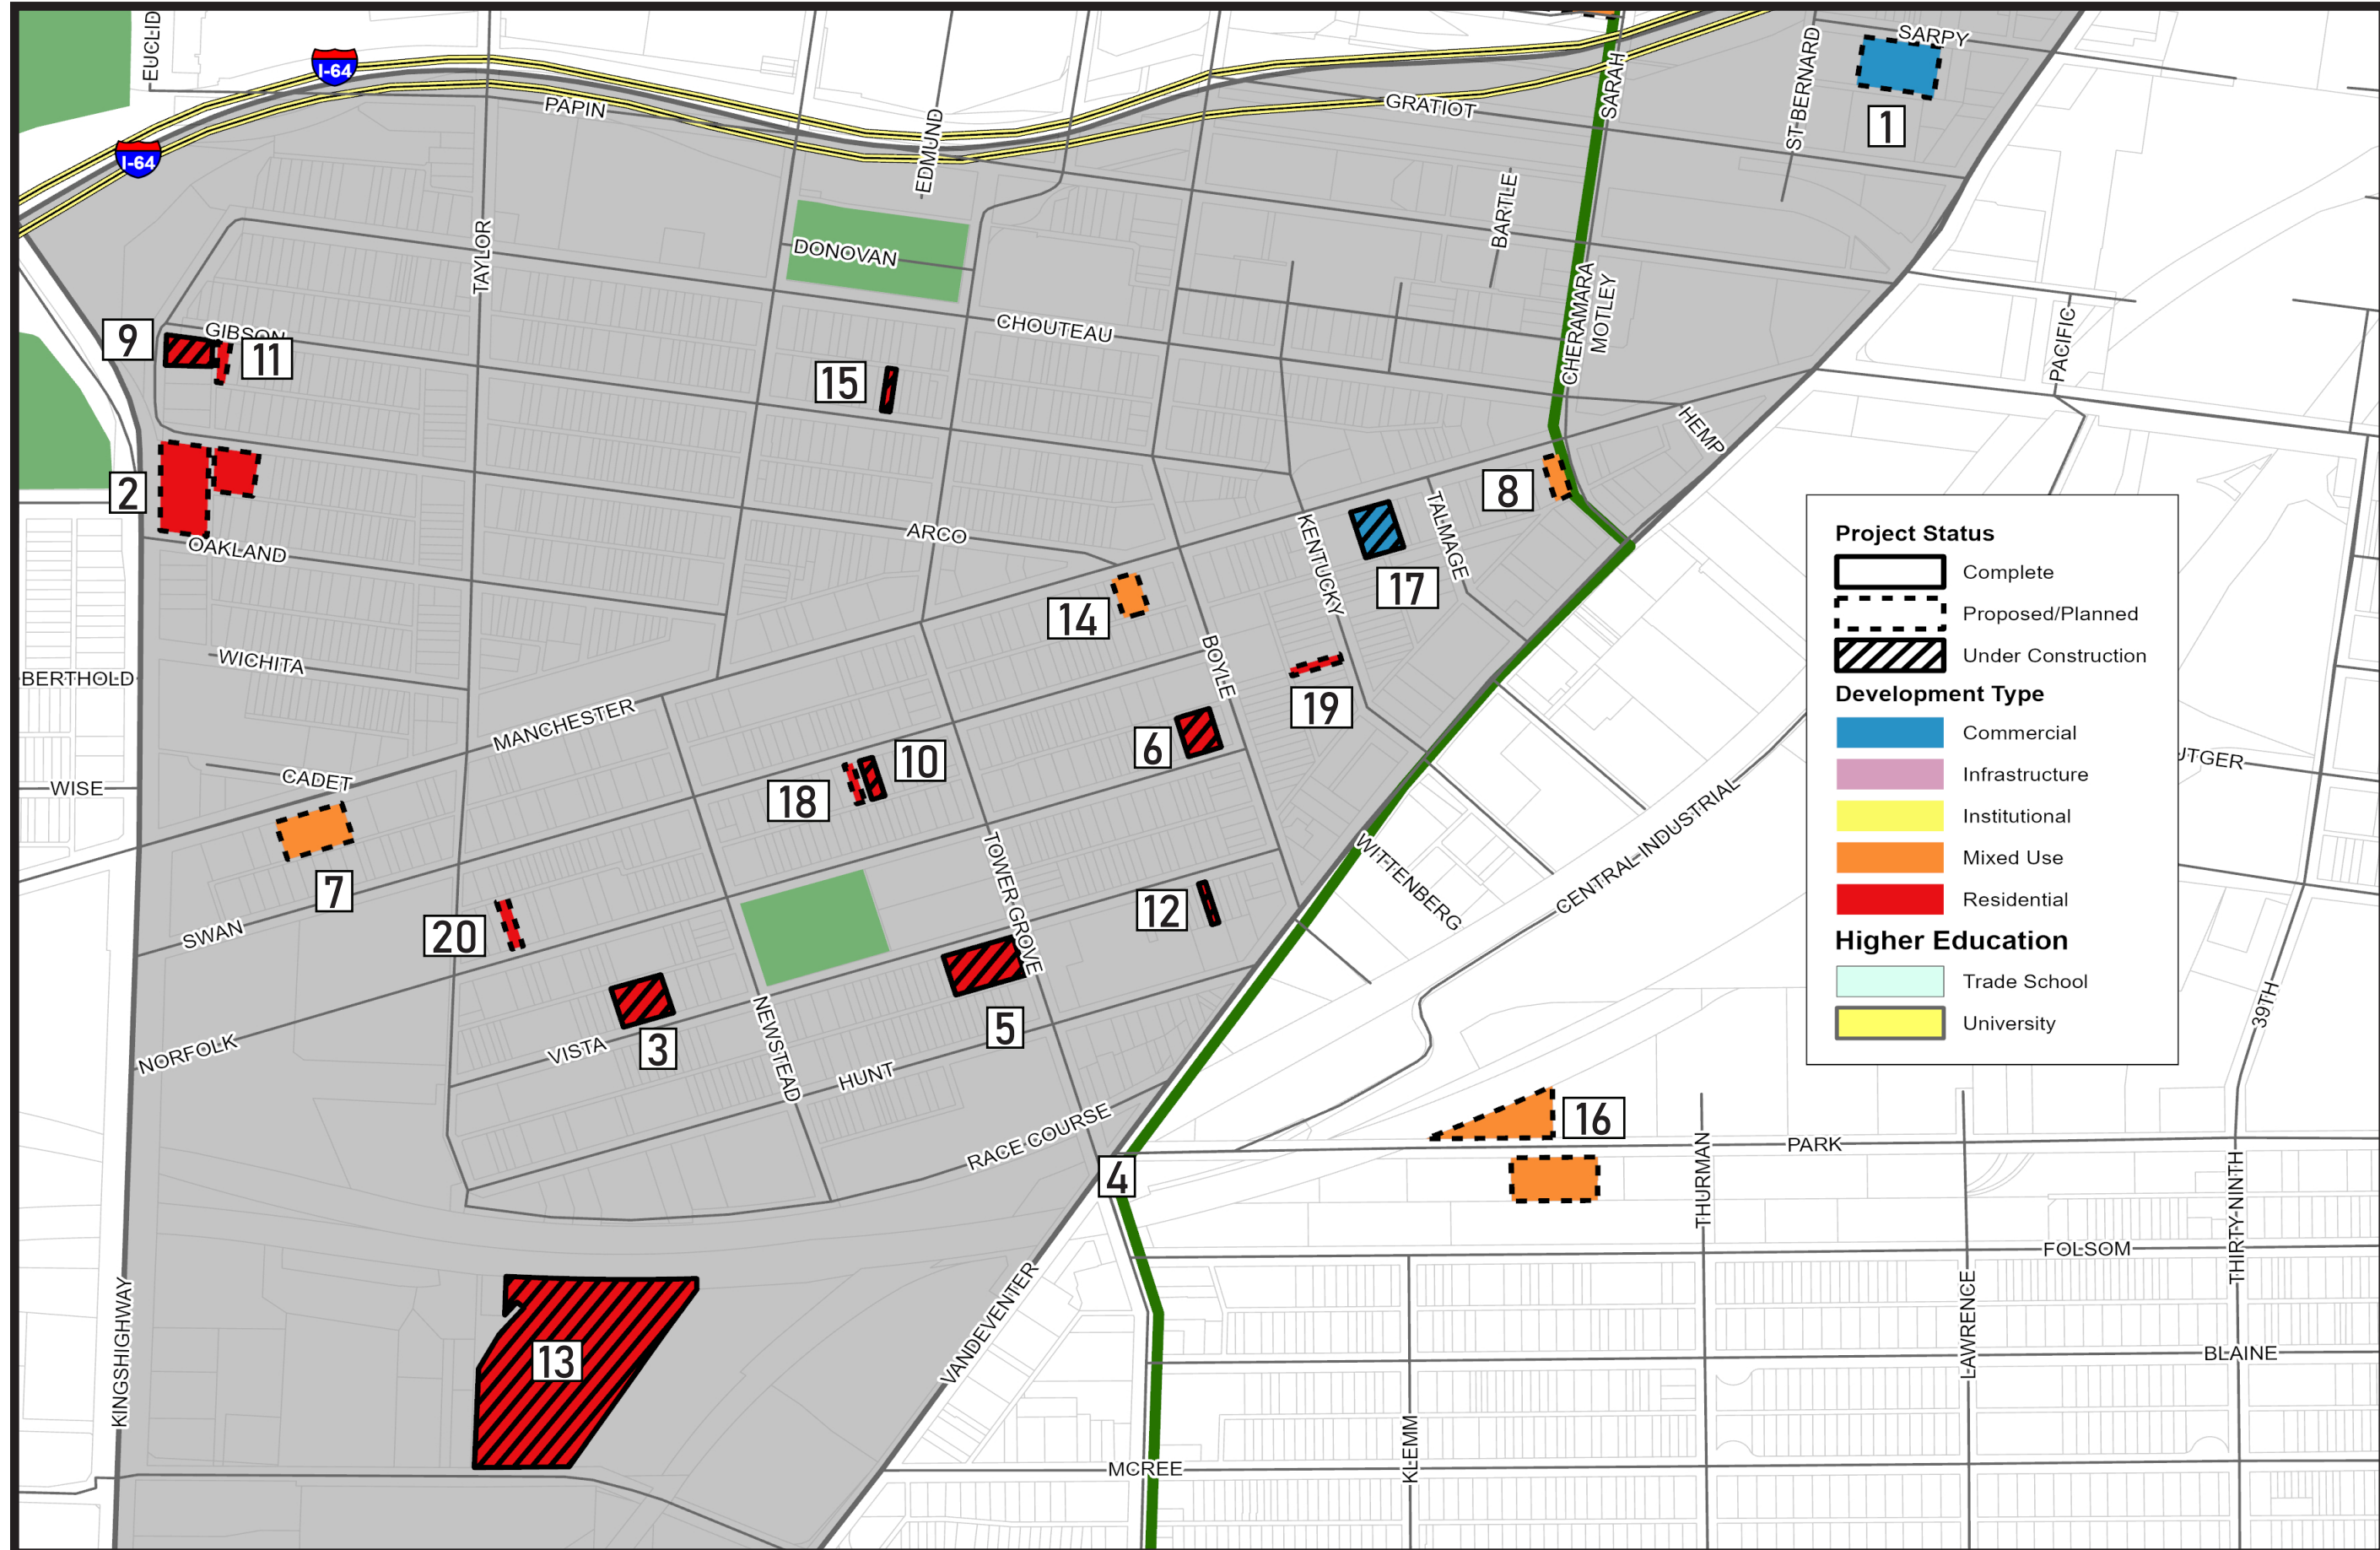 EUCLID
I-64
I-64
PAPIN
EDMUND
GRATIOT
SARAH
ST BERNARD
SARPY
1
TAYLOR
DONOVAN
BARTLE
CHERAMARA
MOTLEY
CHOUTEAU
PACIFIC
9
GIBSON
11
15
HEMP
2
OAKLAND
ARCO
8
KENTUCKY
TALMAGE
17
14
WICHITA
BERTHOLD
BOYLE
19
MANCHESTER
6
10
18
CADET
WISE
7
SWAN
20
TOWER GROVE
12
WITTENBERG
CENTRAL INDUSTRIAL
3
5
VISTA
NEWSTEAD
HUNT
NORFOLK
RACE COURSE
4
16
PARK
THURMAN
39TH
THIRTY-NINTH
FOLSOM
LAWRENCE
BLAINE
KINGSHIGHWAY
13
VANDEVENTER
MCREE
KLEMM
Project Status
Complete
Proposed/Planned
Under Construction
Development Type
Commercial
Infrastructure
Institutional
Mixed Use
Residential
Higher Education
Trade School
University